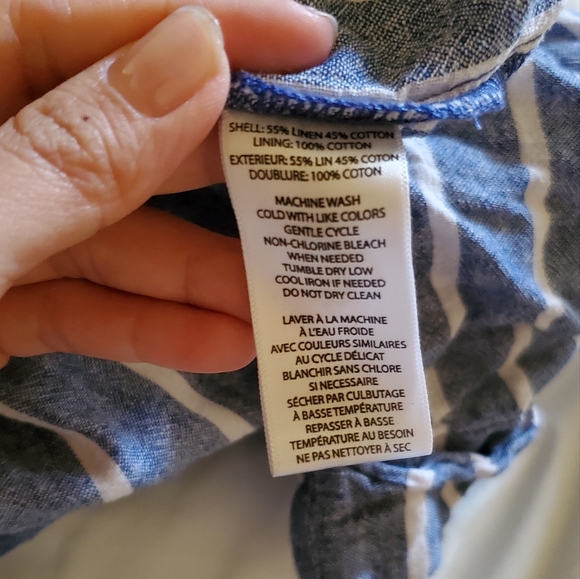 SHELL: 55% LINEN 45% COTTON
LINING: 100% COTTON
EXTERIEUR: 55% LIN 45% COTON
DOUBLURE: 100% COTON
MACHINE WASH
COLD WITH LIKE COLORS
GENTLE CYCLE
NON-CHLORINE BLEACH
WHEN NEEDED
TUMBLE DRY LOW
COOL IRON IF NEEDED
DO NOT DRY CLEAN
LAVER À LA MACHINE
À L'EAU FROIDE
AVEC COULEURS SIMILAIRES
AU CYCLE DÉLICAT
BLANCHIR SANS CHLORE
SI NECESSAIRE
SÉCHER PAR CULBUTAGE
À BASSE TEMPÉRATURE
REPASSER À BASSE
TEMPÉRATURE AU BESOIN
NE PAS NETTOYER À SEC